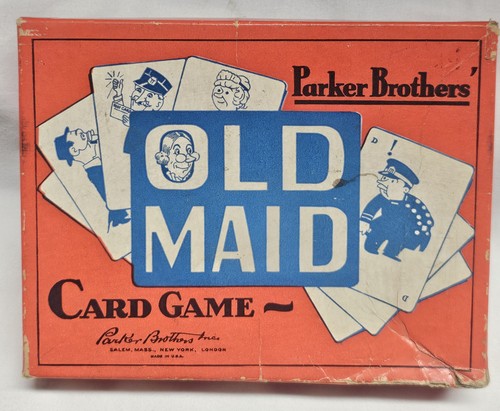 Parker Brothers'
OLD
MAID
D
D
CARD GAME~
Parker Brothers Inc.
SALEM, MASS., NEW YORK, LONDON
MADE IN U.S.A.